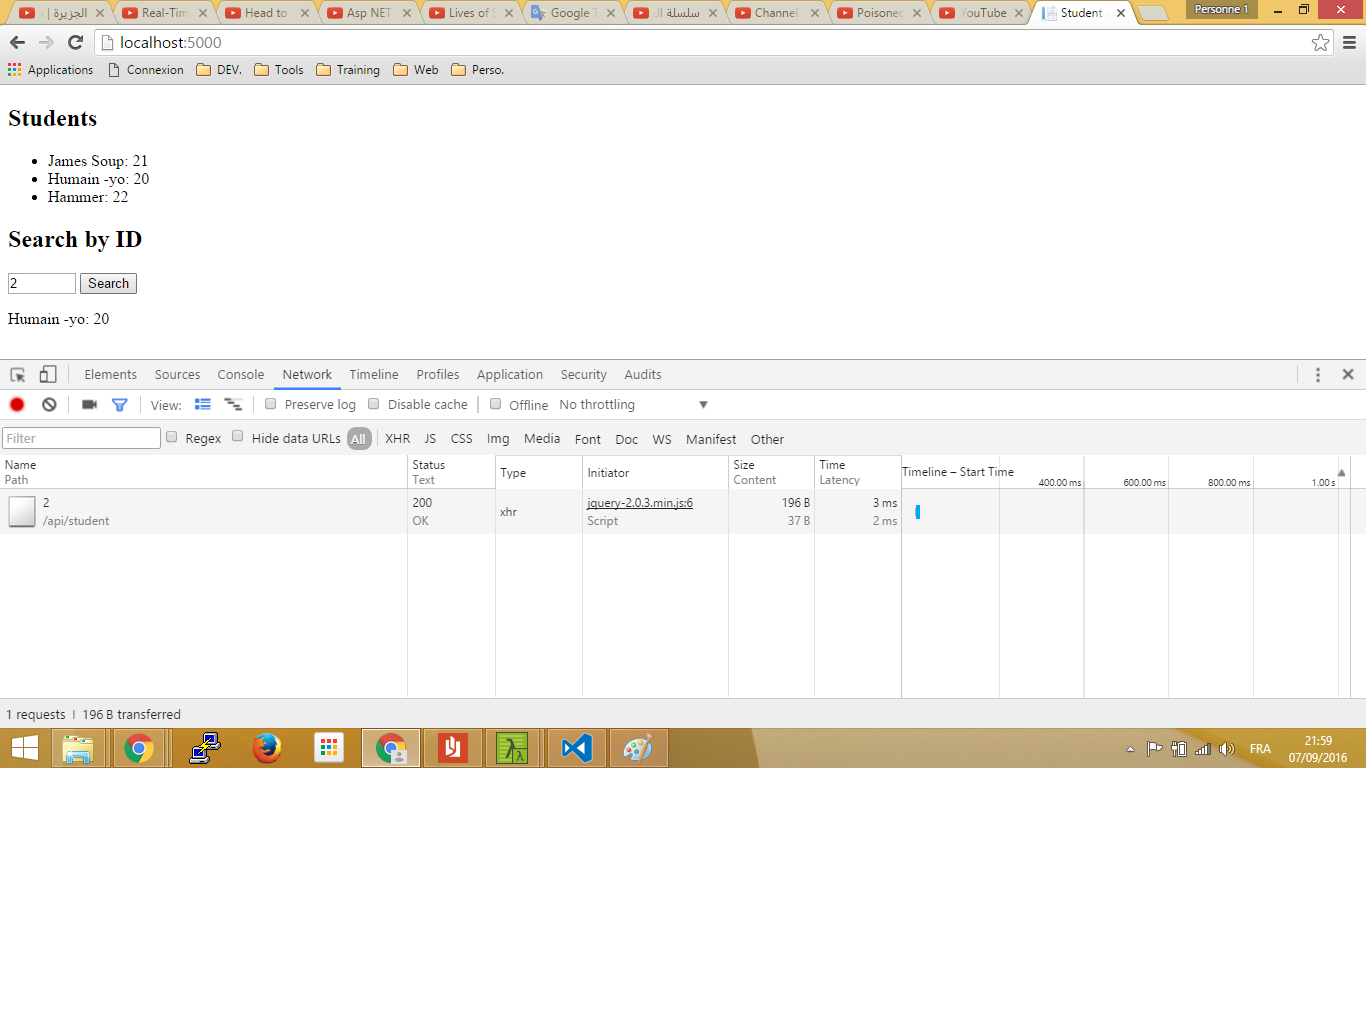 الجزيرة | Real-Tim Head to Asp NET Lives of S Google T سلسلة ال Channel Poisoned YouTube Student Personne 1
localhost:5000
Applications Connexion DEV. Tools Training Web Perso.
Students
James Soup: 21
Humain -yo: 20
Hammer: 22
Search by ID
2 Search
Humain -yo: 20
Elements Sources Console Network Timeline Profiles Application Security Audits
View: Preserve log Disable cache Offline No throttling
Filter Regex Hide data URLs All XHR JS CSS Img Media Font Doc WS Manifest Other
Name Status Type Initiator Size Time Timeline – Start Time
Path Text Content Latency 400.00 ms 600.00 ms 800.00 ms 1.00 s
2 200 xhr jquery-2.0.3.min.js:6 196 B 3 ms
/api/student OK Script 37 B 2 ms
1 requests | 196 B transferred
FRA 21:59
07/09/2016